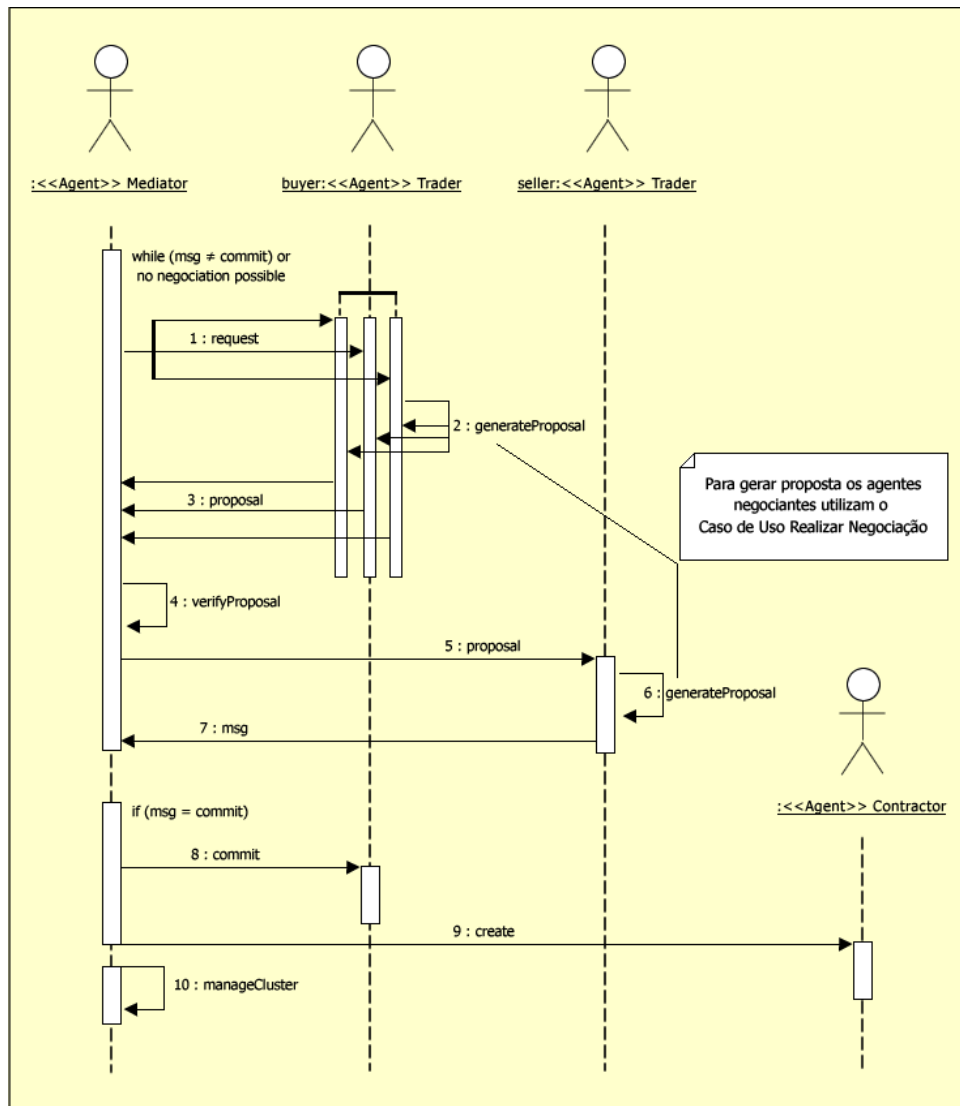 :<<Agent>> Mediator
buyer:<<Agent>> Trader
seller:<<Agent>> Trader
while (msg ≠ commit) or
no negociation possible
1 : request
2 : generateProposal
3 : proposal
Para gerar proposta os agentes
negociantes utilizam o
Caso de Uso Realizar Negociação
4 : verifyProposal
5 : proposal
6 : generateProposal
7 : msg
:<<Agent>> Contractor
if (msg = commit)
8 : commit
9 : create
10 : manageCluster